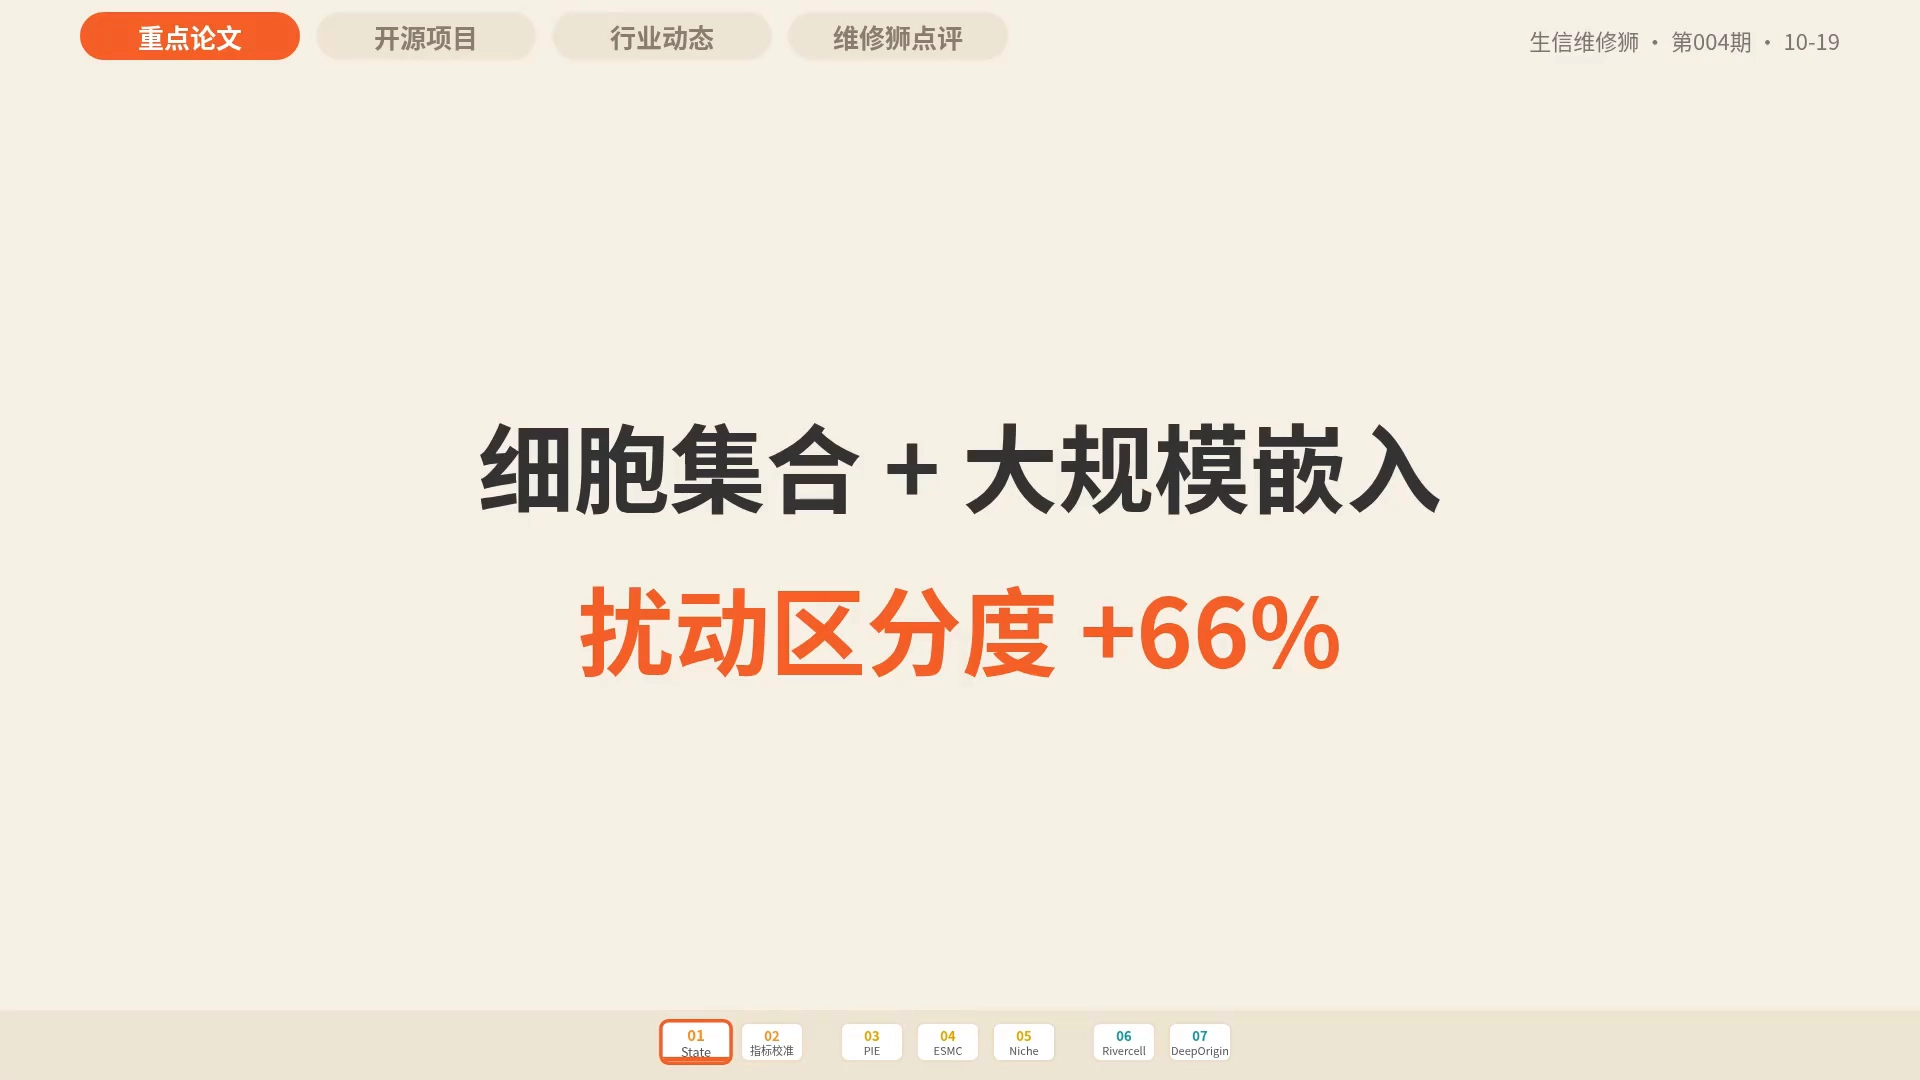 重点论文
开源项目
行业动态
维修狮点评
生信维修狮 · 第004期 · 10-19
细胞集合 + 大规模嵌入
扰动区分度 +66%
01
State
02
指标校准
03
PIE
04
ESMC
05
Niche
06
Rivercell
07
DeepOrigin